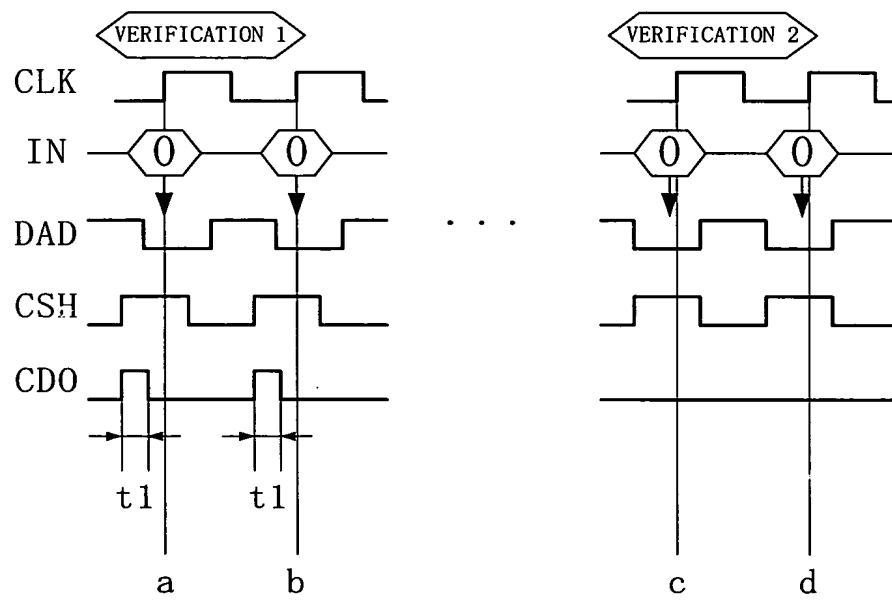 VERIFICATION 1
VERIFICATION 2
CLK
IN
0
0
0
0
DAD
. . .
CSH
CDO
t1
t1
a
b
c
d